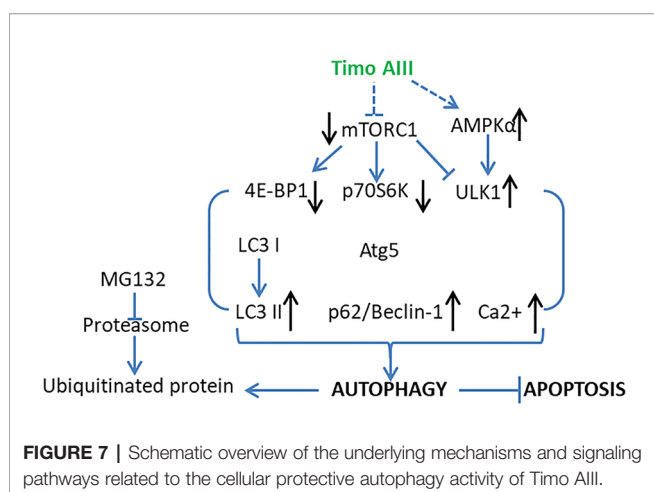 Timo AIII
mTORC1 AMPKα
4E-BP1 p70S6K ULK1
LC3 I Atg5
MG132
LC3 II p62/Beclin-1 Ca2+
Proteasome
Ubiquitinated protein AUTOPHAGY APOPTOSIS
FIGURE 7 | Schematic overview of the underlying mechanisms and signaling
pathways related to the cellular protective autophagy activity of Timo AIII.